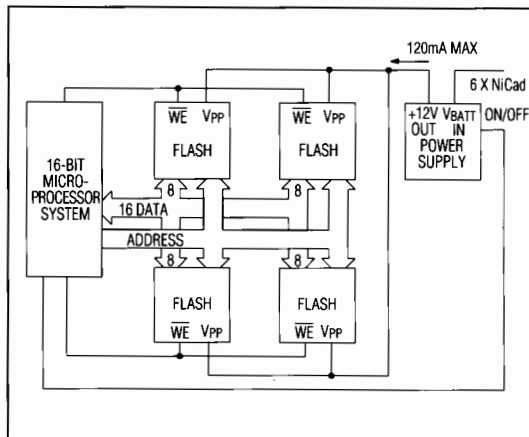 120mA MAX
6 X NiCad
WE VPP
WE VPP
+12V VBATT ON/OFF
OUT IN
POWER
SUPPLY
FLASH
FLASH
16-BIT
MICRO-
PROCESSOR
SYSTEM
8
8
16 DATA
ADDRESS
8
8
FLASH
FLASH
WE VPP
WE VPP